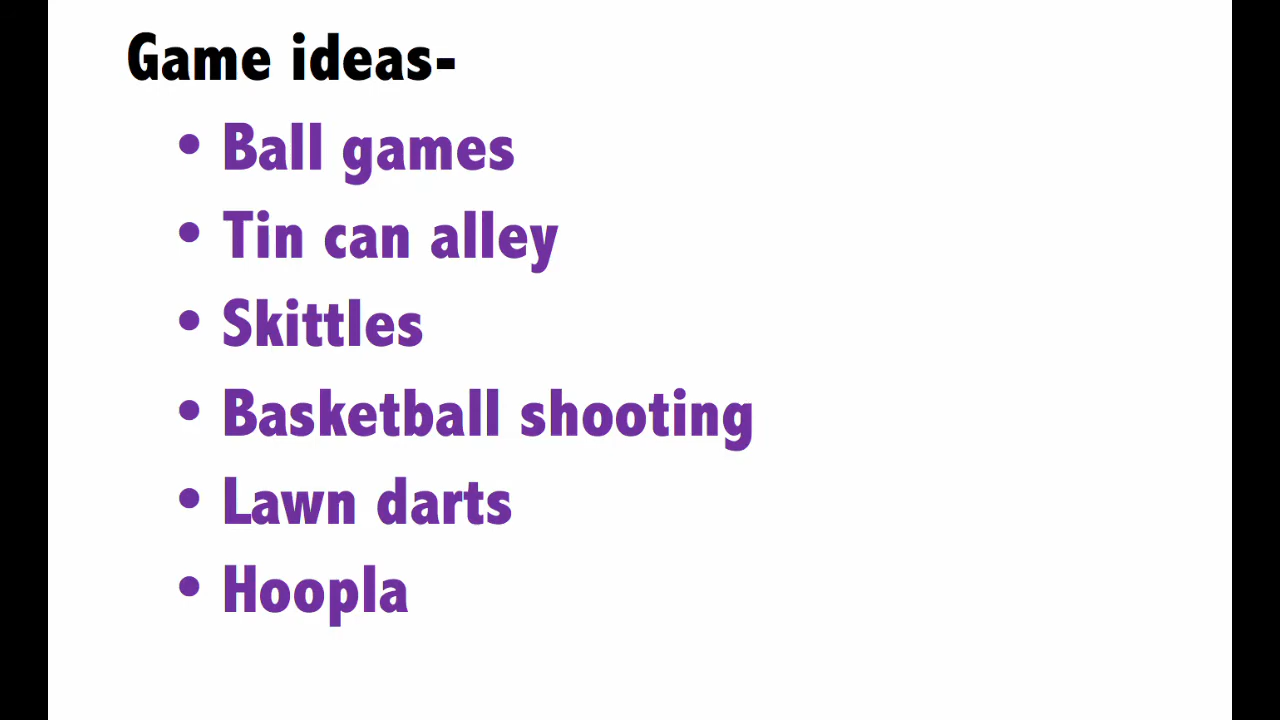 Game ideas-
• Ball games
• Tin can alley
• Skittles
• Basketball shooting
• Lawn darts
• Hoopla